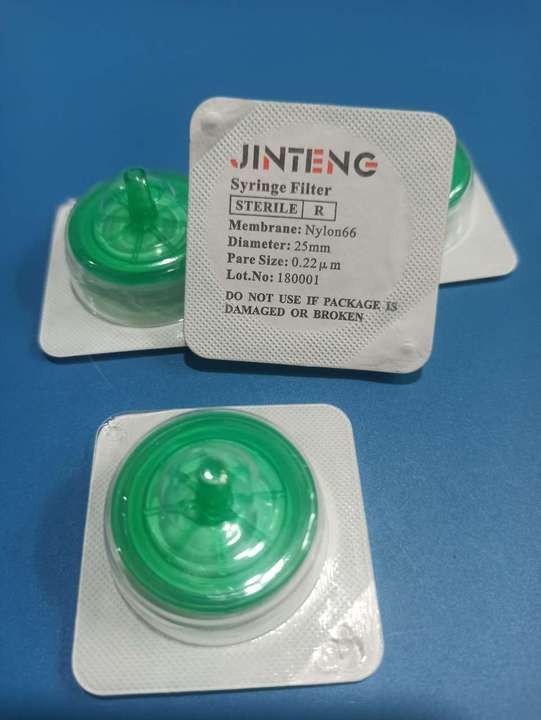 JINTENG
Syringe Filter
STERILE R
Membrane: Nylon66
Diameter: 25mm
Pare Size: 0.22μm
Lot.No: 180001
DO NOT USE IF PACKAGE IS
DAMAGED OR BROKEN